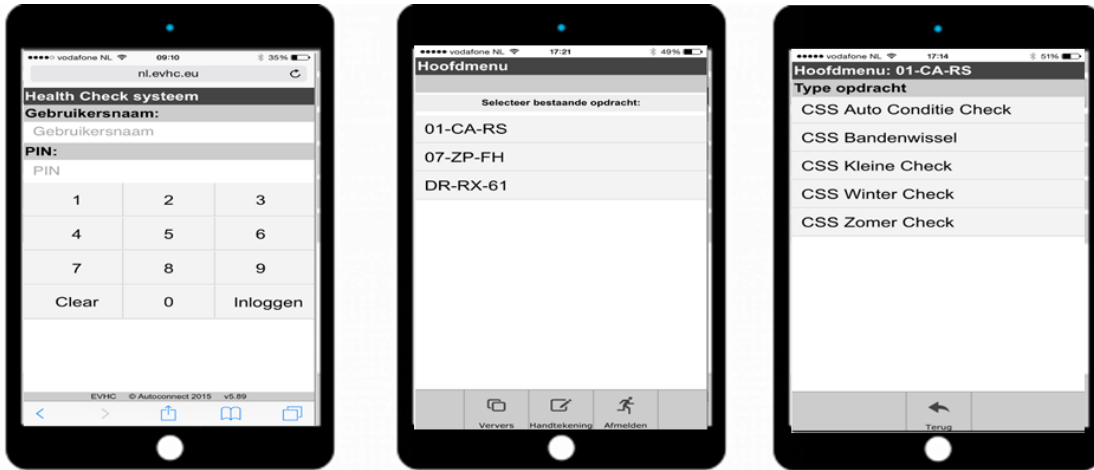 vodafone NL 09:10 35%
nl.evhc.eu
Health Check systeem
Gebruikersnaam:
Gebruikersnaam
PIN:
PIN
1 2 3
4 5 6
7 8 9
Clear 0 Inloggen
EVHC © Autoconnect 2015 v5.89
vodafone NL 17:21 49%
Hoofdmenu
Selecteer bestaande opdracht:
01-CA-RS
07-ZP-FH
DR-RX-61
Ververs Handtekening Afmelden
vodafone NL 17:14 51%
Hoofdmenu: 01-CA-RS
Type opdracht
CSS Auto Conditie Check
CSS Bandenwissel
CSS Kleine Check
CSS Winter Check
CSS Zomer Check
Terug